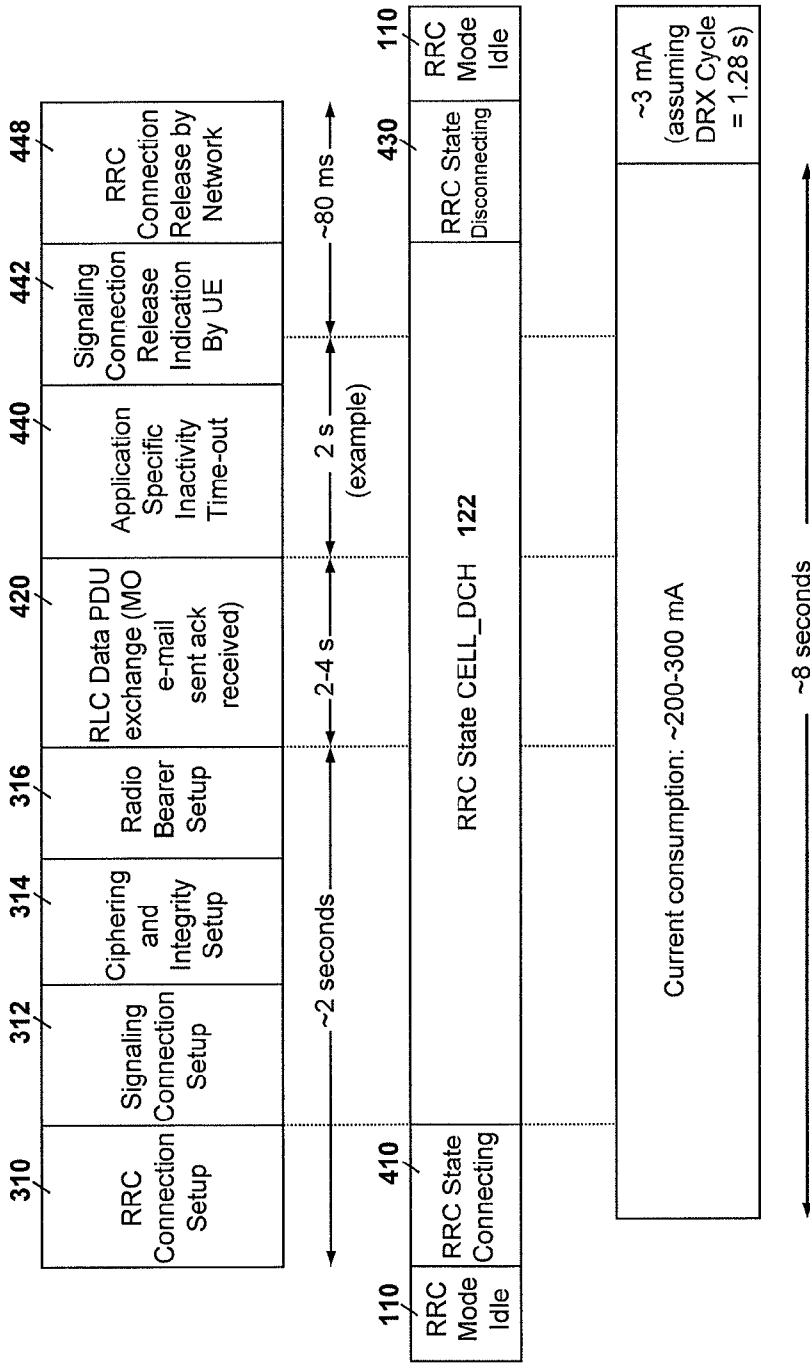 310
RRC
Connection
Setup
312
Signaling
Connection
Setup
314
Ciphering
and
Integrity
Setup
316
Radio
Bearer
Setup
420
RLC Data PDU
exchange (MO
e-mail
sent ack
received)
440
Application
Specific
Inactivity
Time-out
442
Signaling
Connection
Release
Indication
By UE
448
RRC
Connection
Release by
Network
~2 seconds
2-4 s
2 s
(example)
~80 ms
110
RRC
Mode
Idle
410
RRC State
Connecting
RRC State CELL_DCH 122
430
RRC State
Disconnecting
110
RRC
Mode
Idle
Current consumption: ~200-300 mA
~3 mA
(assuming
DRX Cycle
= 1.28 s)
~8 seconds